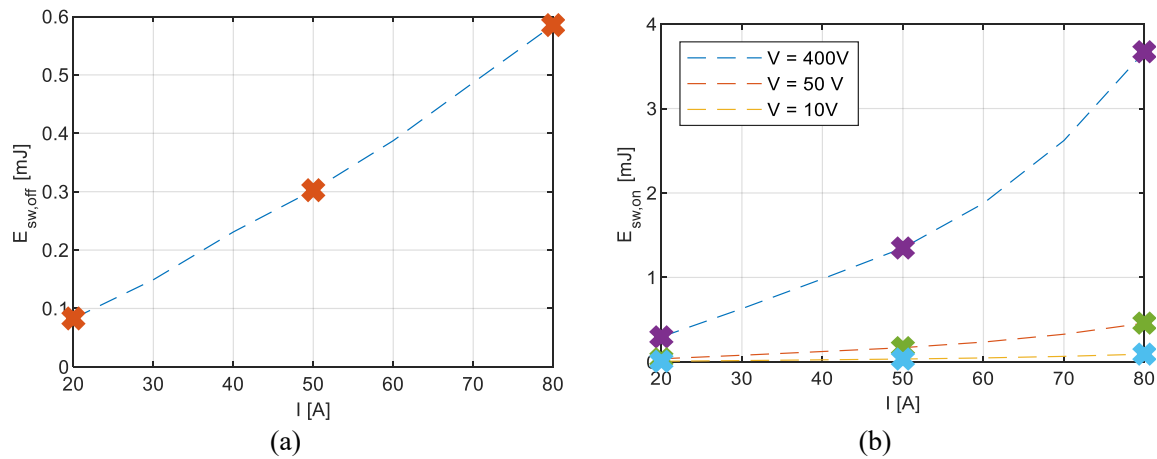 0.6
0.5
0.4
0.3
0.2
0.1
0
E_sw,off [mJ]
20 30 40 50 60 70 80
I [A]
(a)
4
3
2
1
0
E_sw,on [mJ]
V = 400V
V = 50 V
V = 10V
20 30 40 50 60 70 80
I [A]
(b)